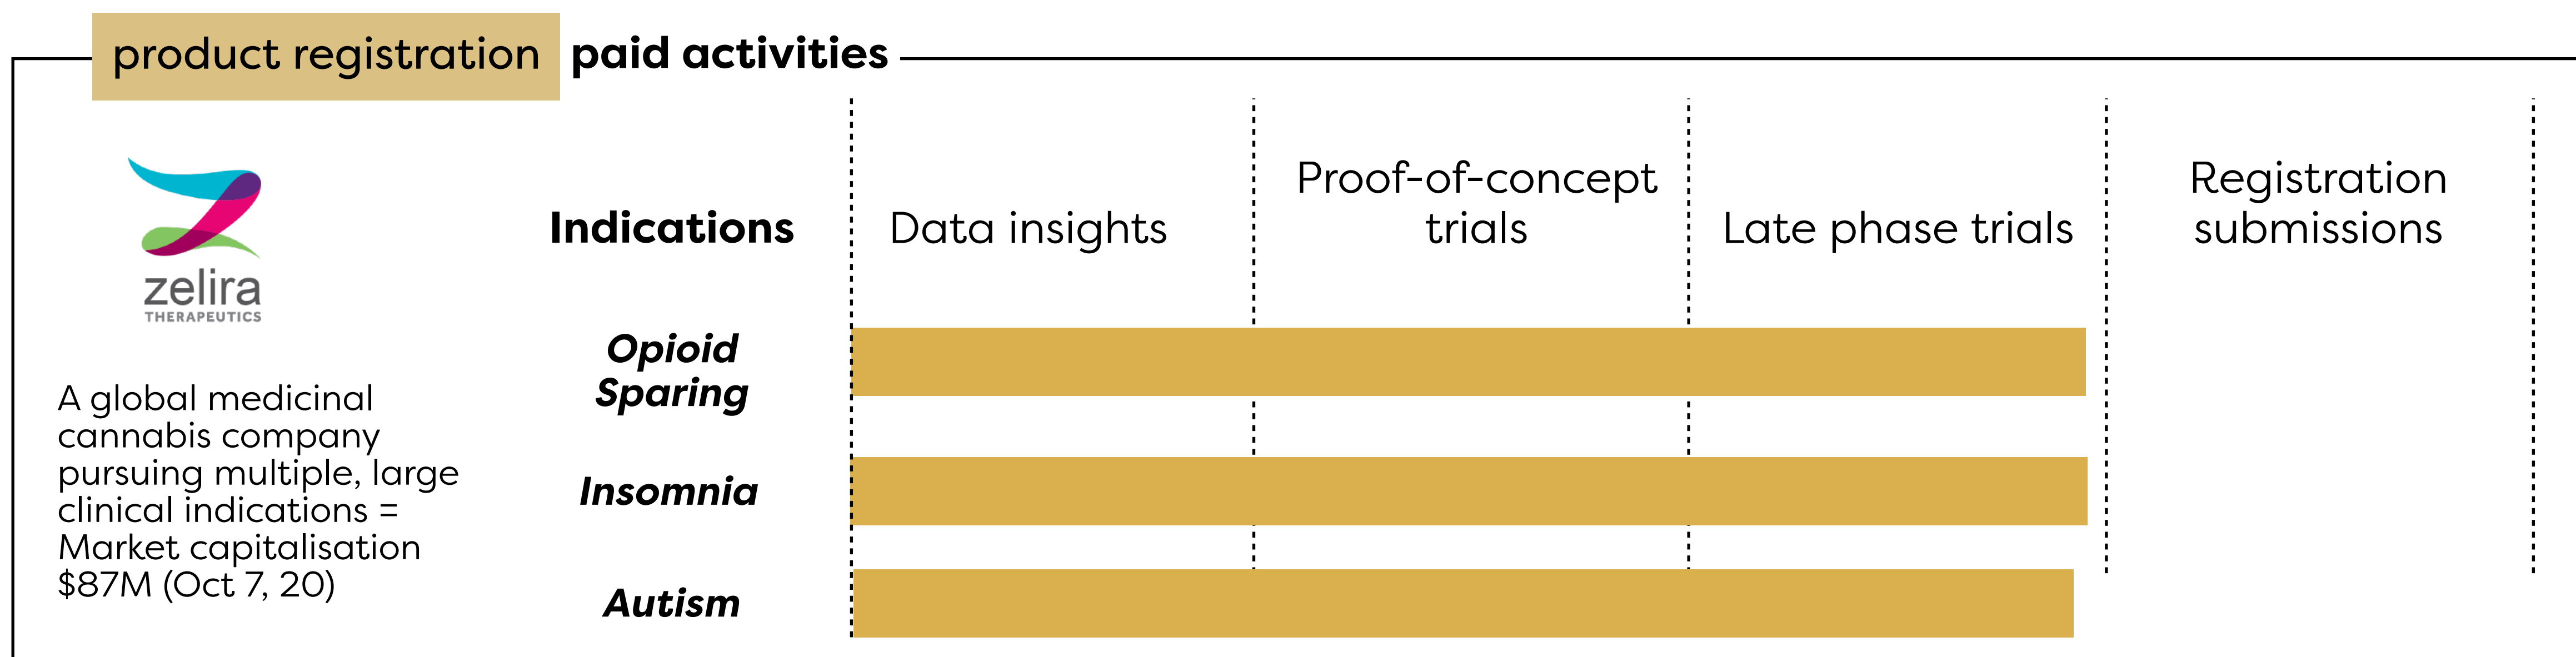 product registration paid activities
zelira
THERAPEUTICS
A global medicinal
cannabis company
pursuing multiple, large
clinical indications =
Market capitalisation
$87M (Oct 7, 20)
Indications
Data insights
Proof-of-concept
trials
Late phase trials
Registration
submissions
Opioid
Sparing
Insomnia
Autism